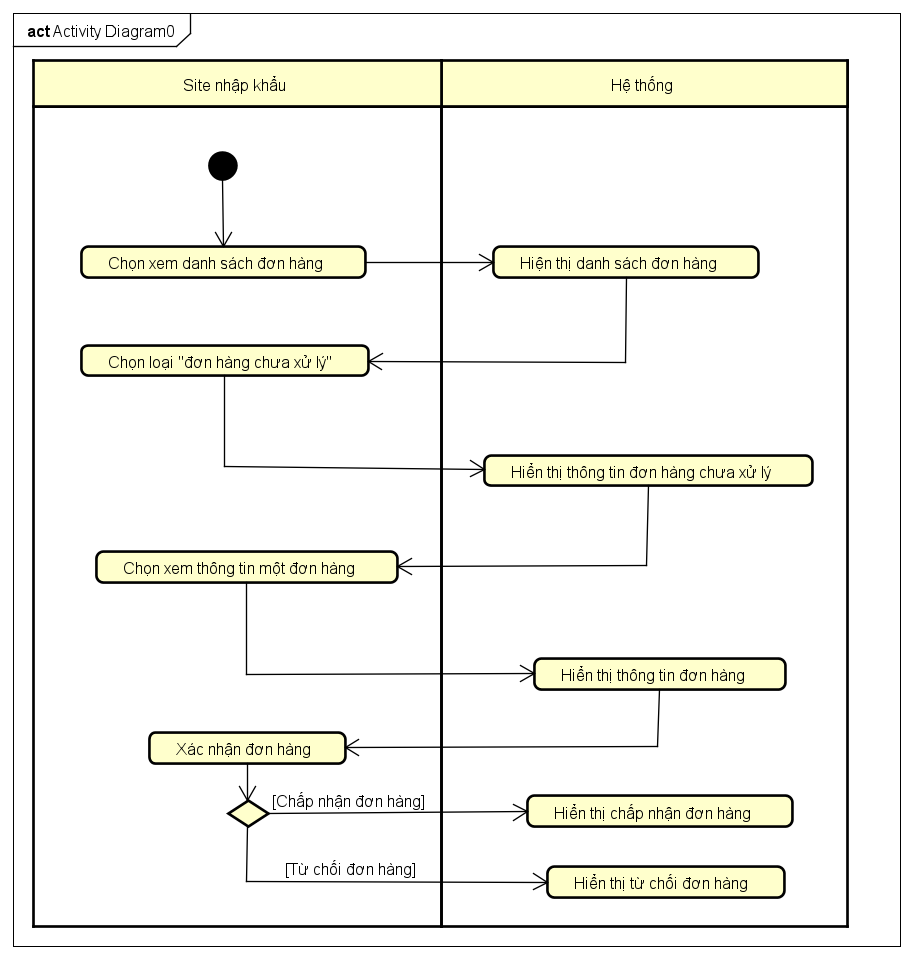 act Activity Diagram0
Site nhập khẩu
Hệ thống
Chọn xem danh sách đơn hàng
Hiện thị danh sách đơn hàng
Chọn loại "đơn hàng chưa xử lý"
Hiển thị thông tin đơn hàng chưa xử lý
Chọn xem thông tin một đơn hàng
Hiển thị thông tin đơn hàng
Xác nhận đơn hàng
[Chấp nhận đơn hàng]
Hiển thị chấp nhận đơn hàng
[Từ chối đơn hàng]
Hiển thị từ chối đơn hàng